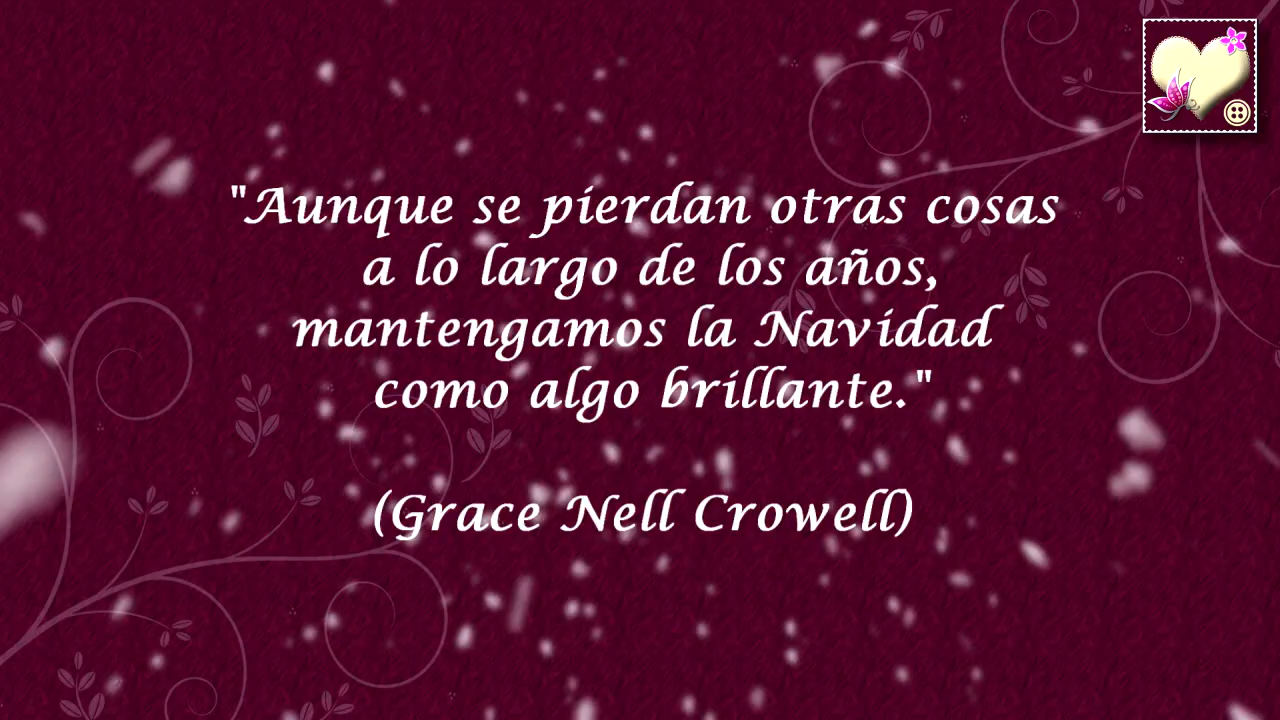 "Aunque se pierdan otras cosas
a lo largo de los años,
mantengamos la Navidad
como algo brillante."
(Grace Nell Crowell)